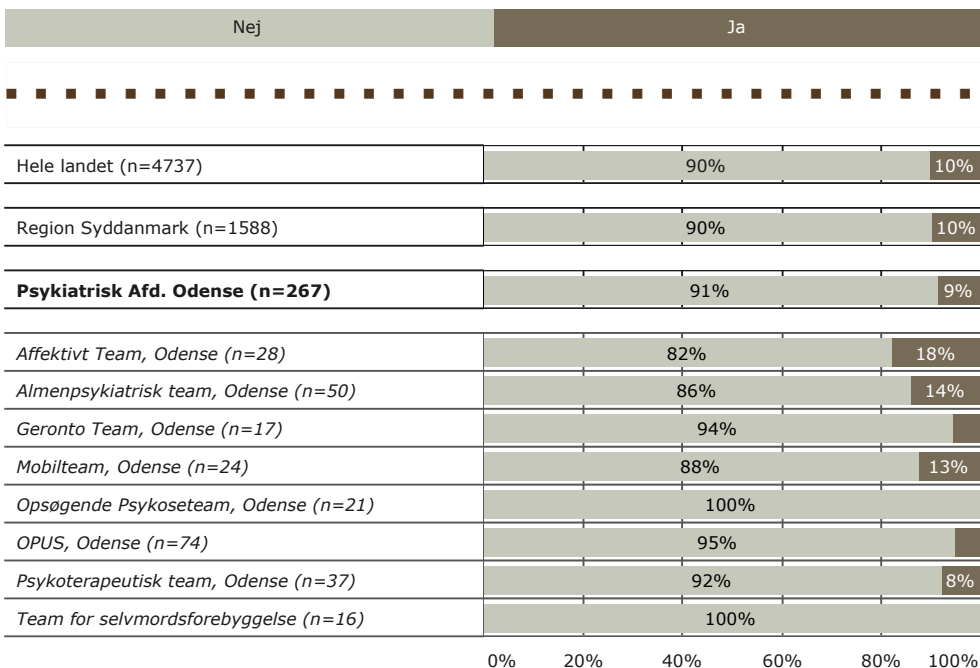 Nej Ja
Hele landet (n=4737) 90% 10%
Region Syddanmark (n=1588) 90% 10%
Psykiatrisk Afd. Odense (n=267) 91% 9%
Affektivt Team, Odense (n=28) 82% 18%
Almenpsykiatrisk team, Odense (n=50) 86% 14%
Geronto Team, Odense (n=17) 94%
Mobilteam, Odense (n=24) 88% 13%
Opsøgende Psykoseteam, Odense (n=21) 100%
OPUS, Odense (n=74) 95%
Psykoterapeutisk team, Odense (n=37) 92% 8%
Team for selvmordsforebyggelse (n=16) 100%
0% 20% 40% 60% 80% 100%